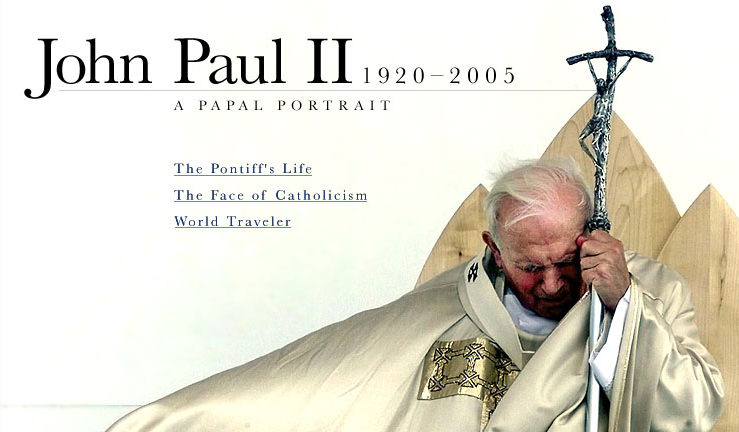 John Paul II 1920–2005
A PAPAL PORTRAIT
The Pontiff's Life
The Face of Catholicism
World Traveler